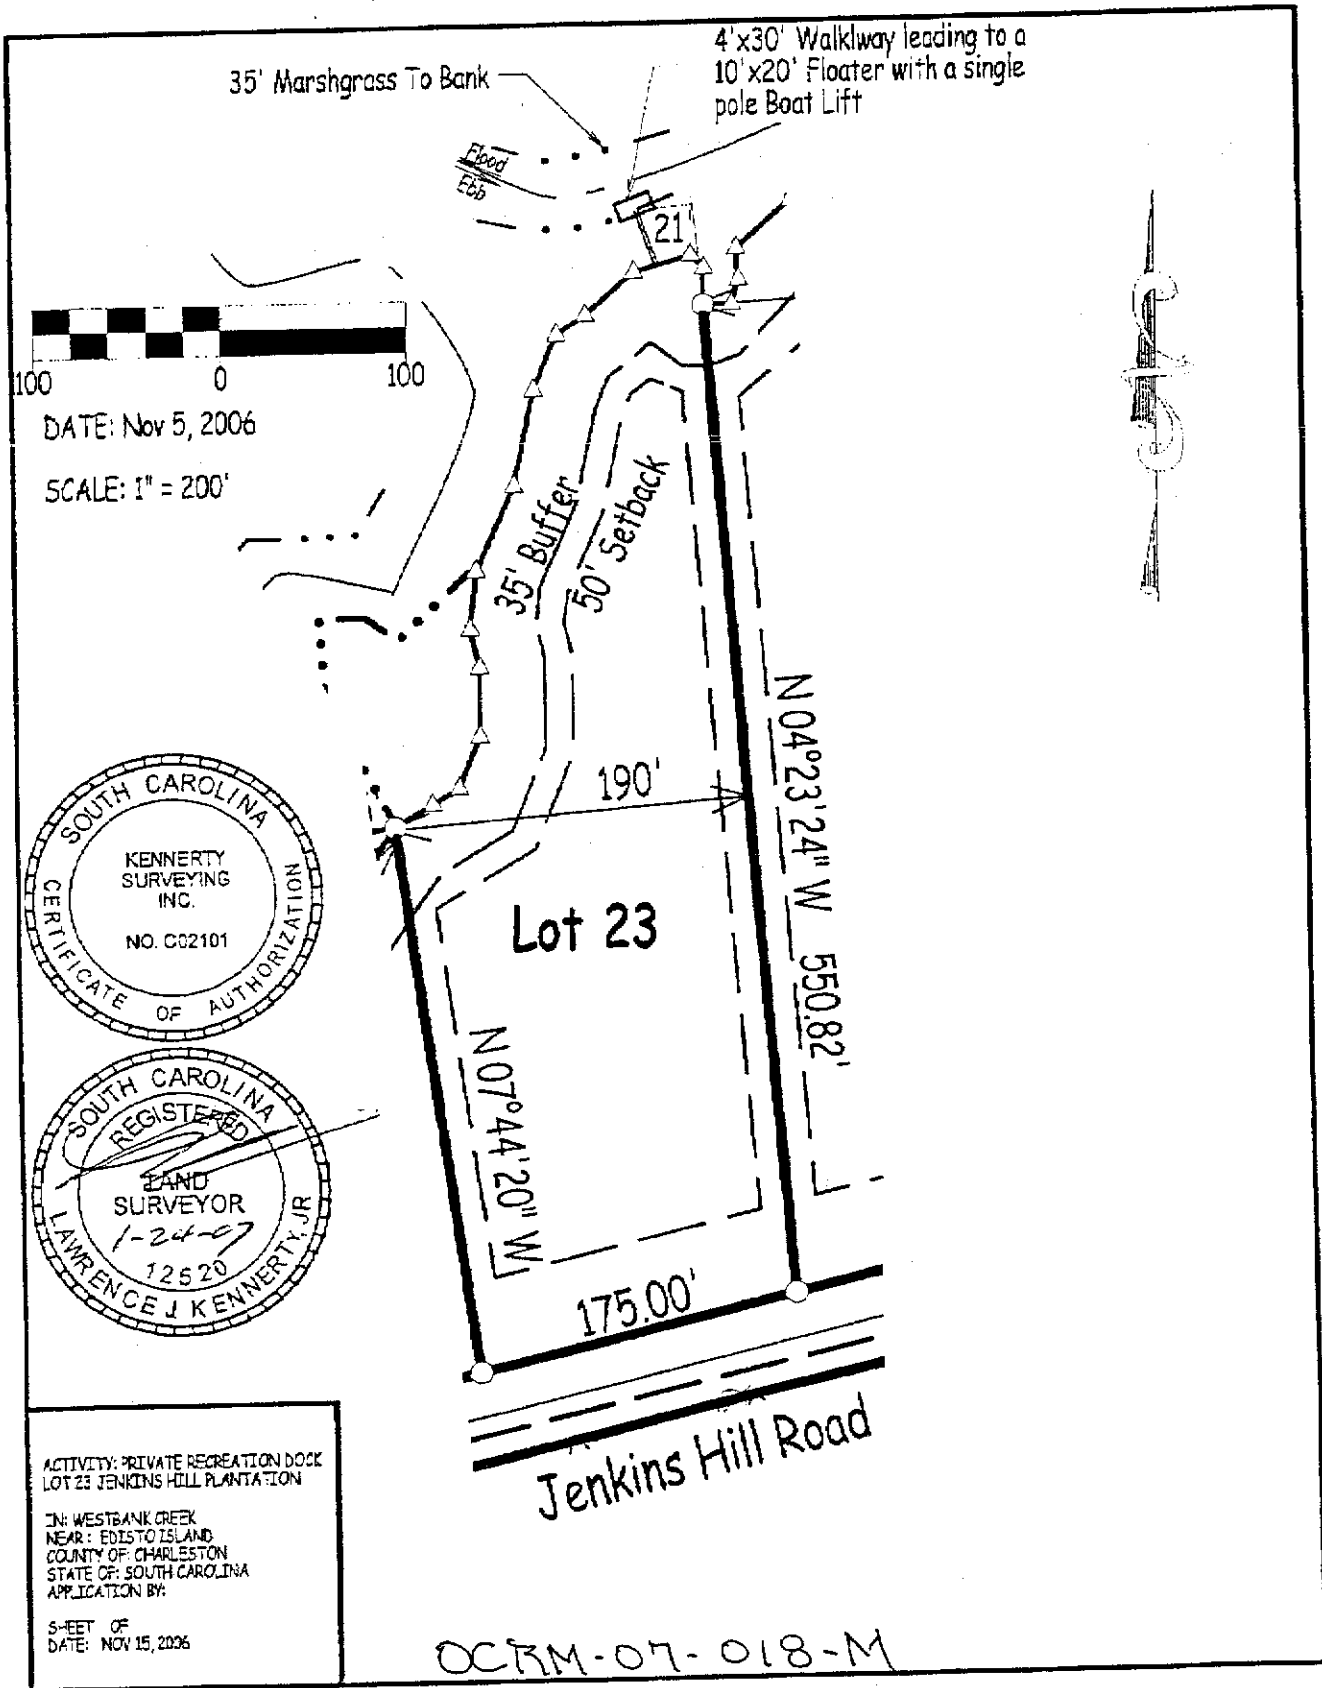 4'x30' Walklway leading to a
10'x20' Floater with a single
pole Boat Lift
35' Marshgrass To Bank
Flood
Ebb
21'
100 0 100
DATE: Nov 5, 2006
SCALE: 1" = 200'
35' Buffer
50' Setback
N 04°23'24" W 550.82'
190'
Lot 23
N 07°44'20" W
175.00'
Jenkins Hill Road
SOUTH CAROLINA
KENNERTY
SURVEYING
INC.
NO. C02101
CERTIFICATE OF AUTHORIZATION
SOUTH CAROLINA
REGISTERED
LAND
SURVEYOR
1-24-07
12520
LAWRENCE J KENNERTY, JR
ACTIVITY: PRIVATE RECREATION DOCK
LOT 23 JENKINS HILL PLANTATION
IN: WESTBANK CREEK
NEAR: EDISTO ISLAND
COUNTY OF: CHARLESTON
STATE OF: SOUTH CAROLINA
APPLICATION BY:
SHEET OF
DATE: NOV 15, 2006
OCRM-07-018-M